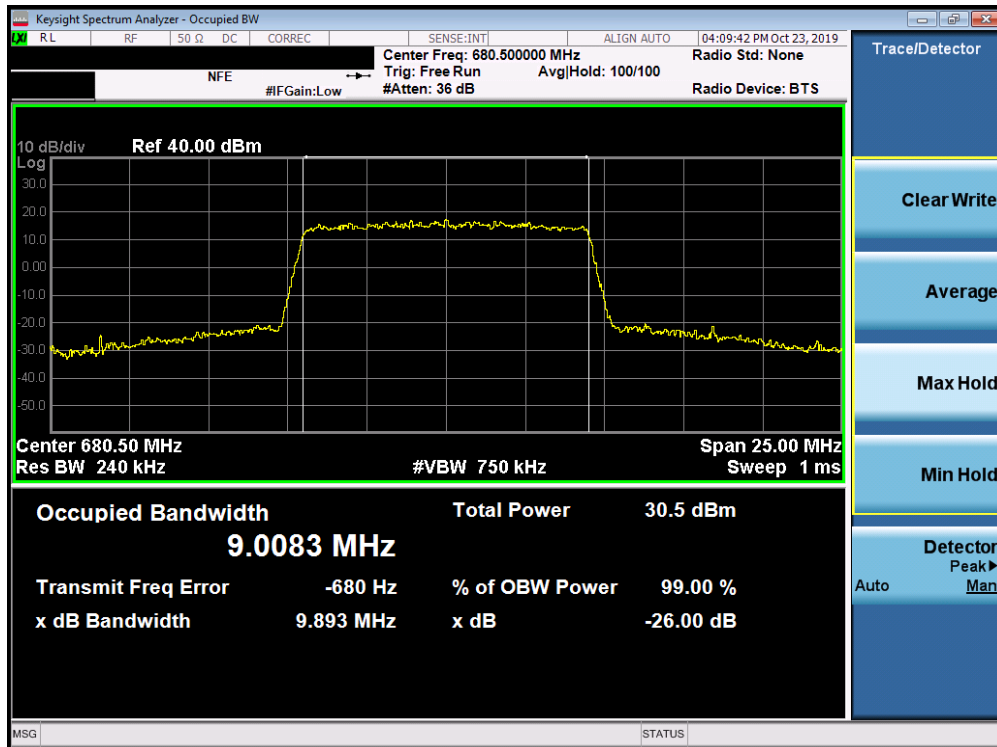 Keysight Spectrum Analyzer - Occupied BW
LXI RL RF 50 Ω DC CORREC SENSE:INT ALIGN AUTO 04:09:42 PM Oct 23, 2019
NFE
#IFGain:Low
Center Freq: 680.500000 MHz
Trig: Free Run Avg|Hold: 100/100
#Atten: 36 dB
Radio Std: None
Radio Device: BTS
10 dB/div Ref 40.00 dBm
Log
30.0
20.0
10.0
0.00
-10.0
-20.0
-30.0
-40.0
-50.0
Center 680.50 MHz Span 25.00 MHz
Res BW 240 kHz #VBW 750 kHz Sweep 1 ms
Occupied Bandwidth Total Power 30.5 dBm
9.0083 MHz
Transmit Freq Error -680 Hz % of OBW Power 99.00 %
x dB Bandwidth 9.893 MHz x dB -26.00 dB
MSG STATUS
Trace/Detector
Clear Write
Average
Max Hold
Min Hold
Detector
Peak▶
Auto Man